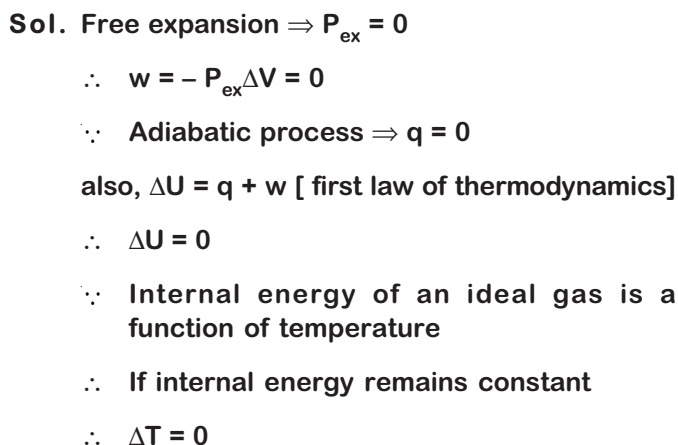 Sol. Free expansion ⇒ Pₑₓ = 0
∴ w = – PₑₓΔV = 0
∵ Adiabatic process ⇒ q = 0
also, ΔU = q + w [ first law of thermodynamics]
∴ ΔU = 0
∵ Internal energy of an ideal gas is a
function of temperature
∴ If internal energy remains constant
∴ ΔT = 0